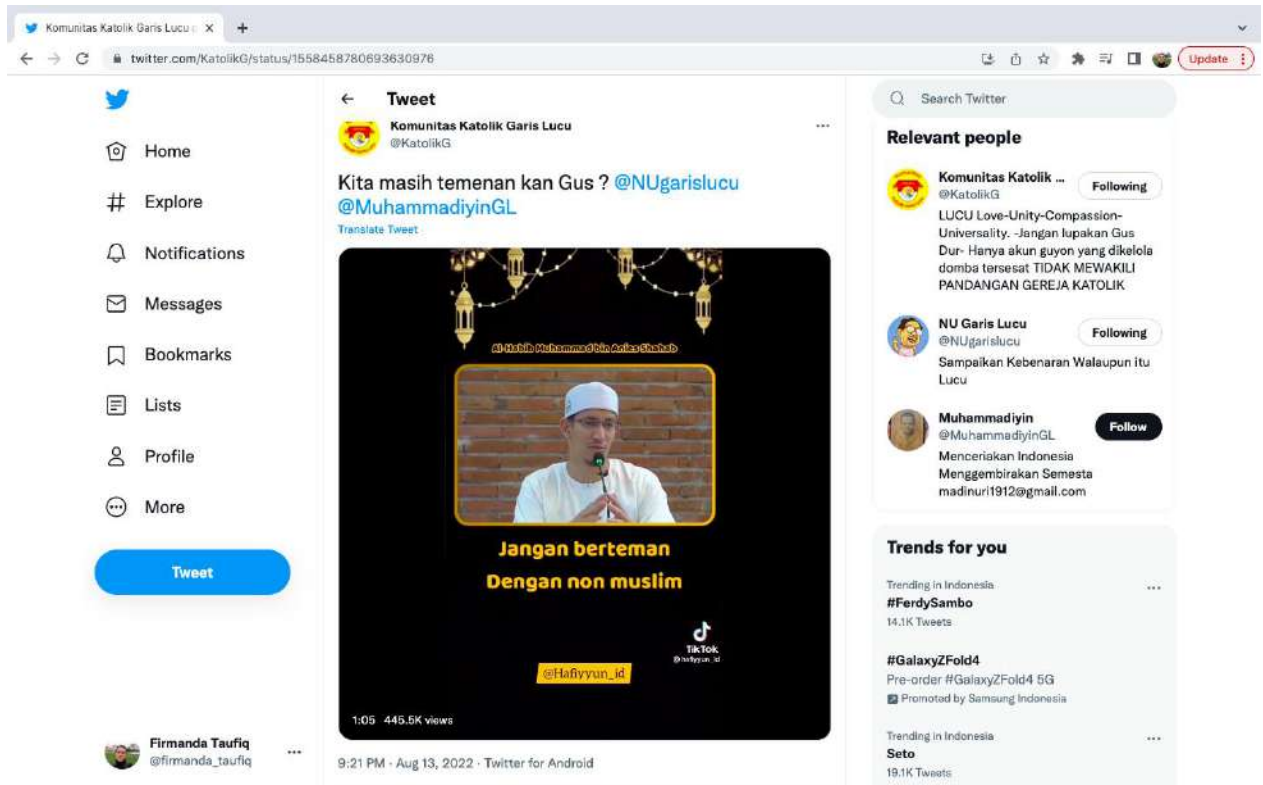 Komunitas Katolik Garis Lucu
twitter.com/KatolikG/status/1558458780693630976
Update
Home
Explore
Notifications
Messages
Bookmarks
Lists
Profile
More
Tweet
Firmanda Taufiq
@firmanda_taufiq
Tweet
Komunitas Katolik Garis Lucu
@KatolikG
Kita masih temenan kan Gus ? @NUgarislucu
@MuhammadiyinGL
Translate Tweet
Al-Habib Muhammad bin Anies Shahab
Jangan berteman
Dengan non muslim
TikTok
@hafiyyun_id
@Hafiyyun_id
1:05 445.5K views
9:21 PM · Aug 13, 2022 · Twitter for Android
Search Twitter
Relevant people
Komunitas Katolik ...
@KatolikG
Following
LUCU Love-Unity-Compassion-
Universality. -Jangan lupakan Gus
Dur- Hanya akun guyon yang dikelola
domba tersesat TIDAK MEWAKILI
PANDANGAN GEREJA KATOLIK
NU Garis Lucu
@NUgarislucu
Following
Sampaikan Kebenaran Walaupun itu
Lucu
Muhammadiyin
@MuhammadiyinGL
Follow
Menceriakan Indonesia
Menggembirakan Semesta
madinuri1912@gmail.com
Trends for you
Trending in Indonesia
#FerdySambo
14.1K Tweets
#GalaxyZFold4
Pre-order #GalaxyZFold4 5G
Promoted by Samsung Indonesia
Trending in Indonesia
Seto
19.1K Tweets